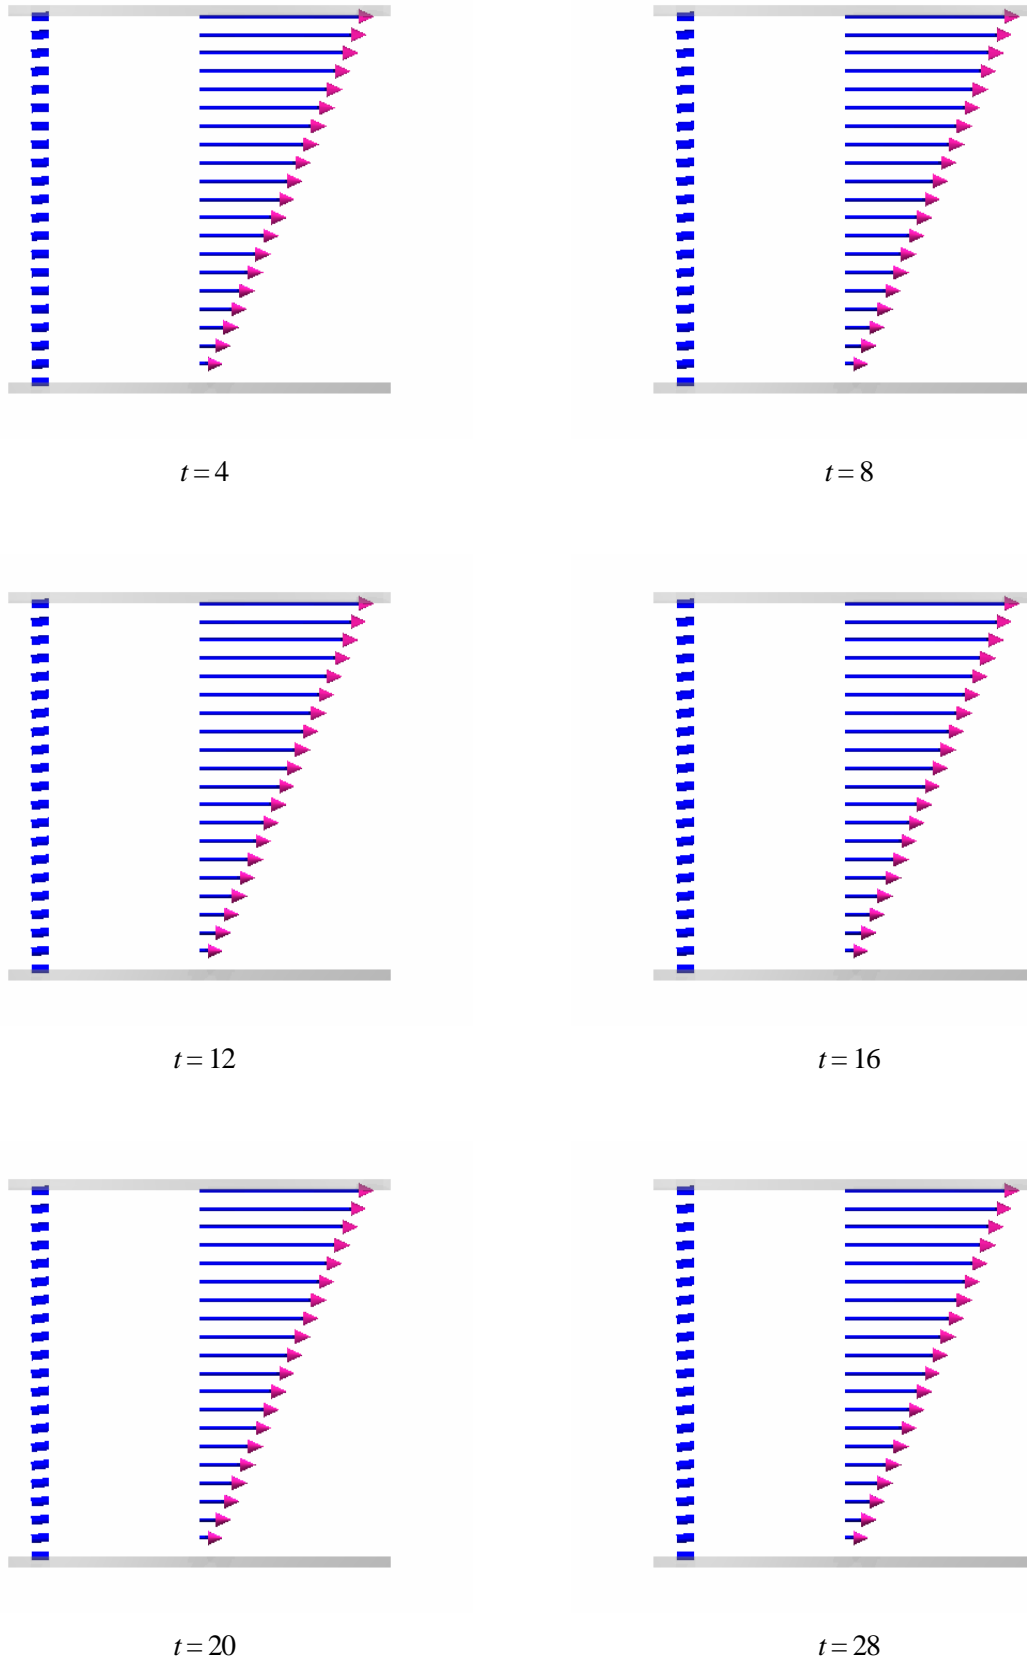 t = 4
t = 8
t = 12
t = 16
t = 20
t = 28